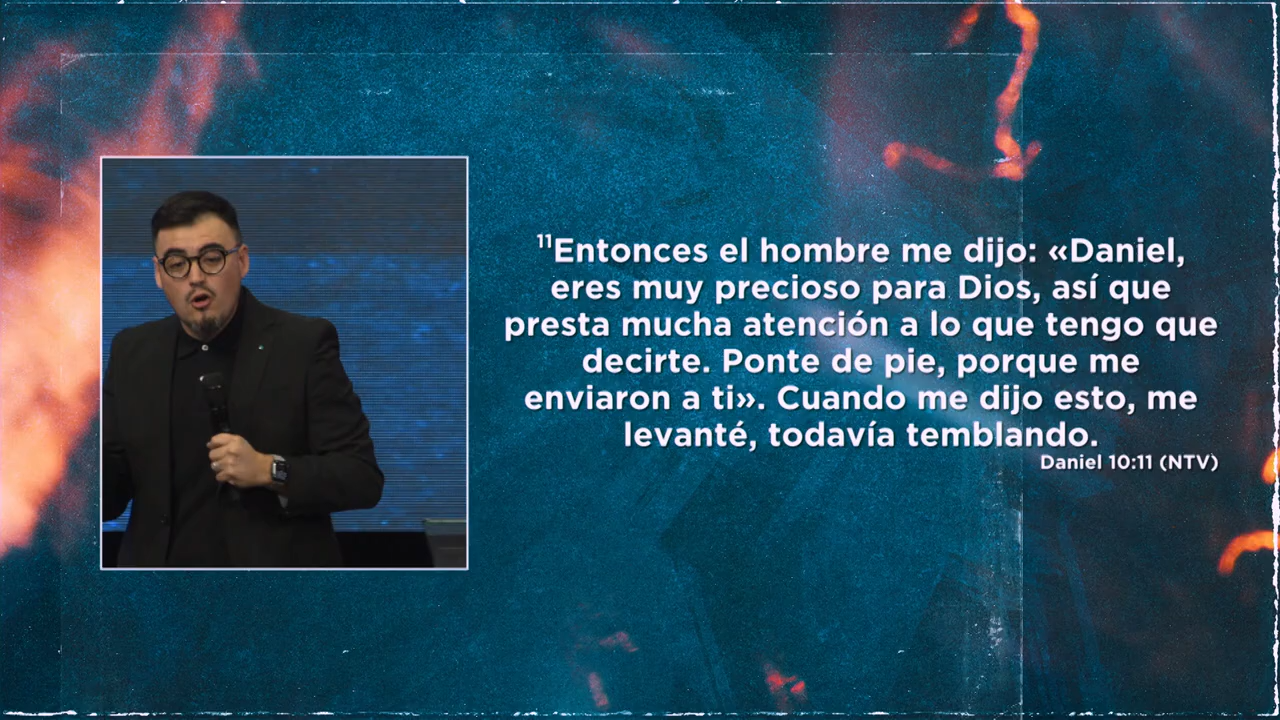 ¹¹Entonces el hombre me dijo: «Daniel,
eres muy precioso para Dios, así que
presta mucha atención a lo que tengo que
decirte. Ponte de pie, porque me
enviaron a ti». Cuando me dijo esto, me
levanté, todavía temblando.
Daniel 10:11 (NTV)